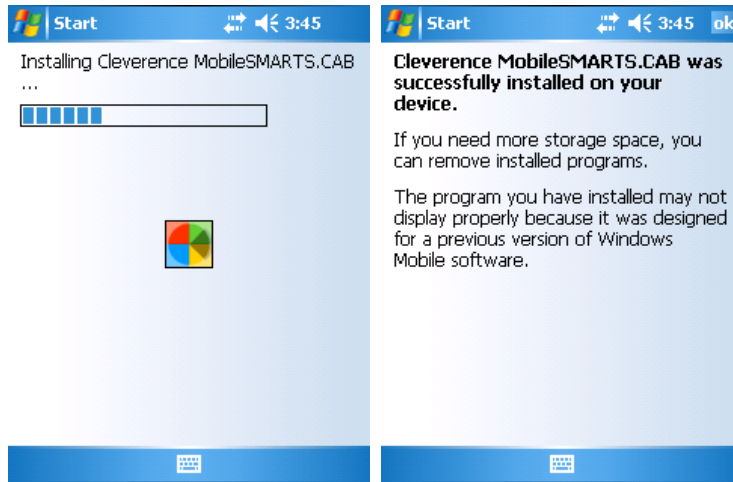 Start 3:45
Installing Cleverence MobileSMARTS.CAB
...
Start 3:45 ok
Cleverence MobileSMARTS.CAB was
successfully installed on your
device.
If you need more storage space, you
can remove installed programs.
The program you have installed may not
display properly because it was designed
for a previous version of Windows
Mobile software.